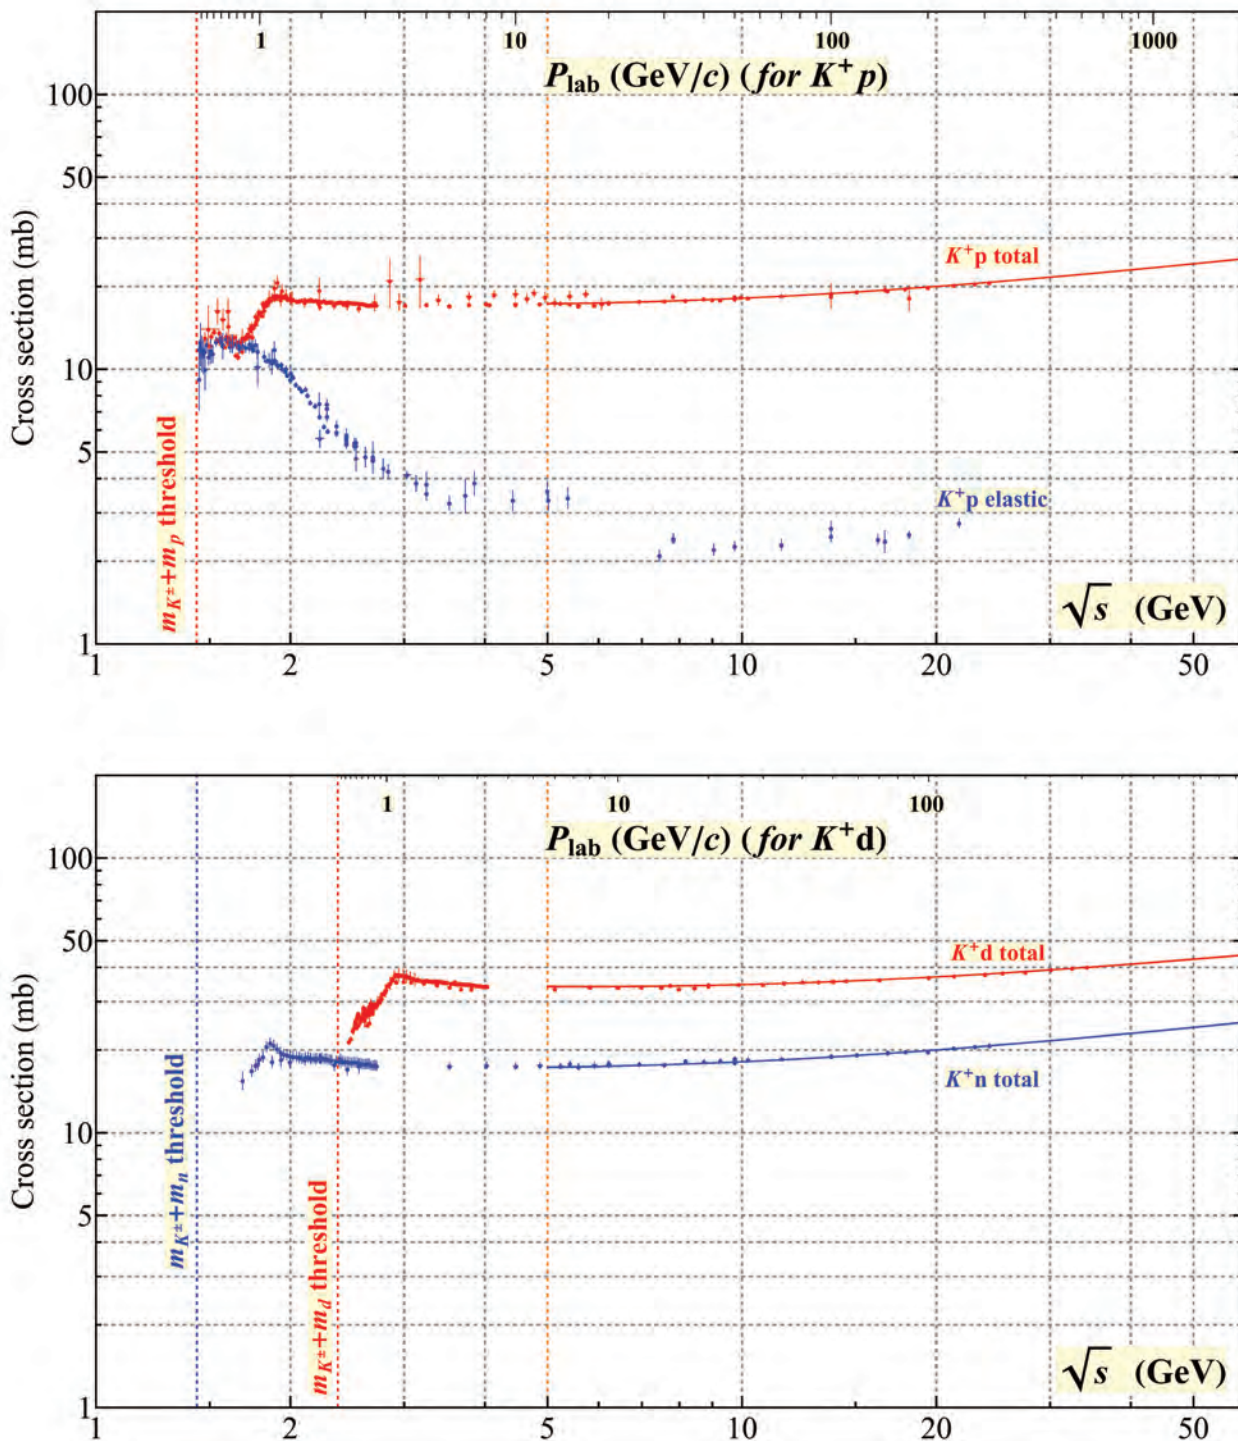 1 10 100 1000
P_lab (GeV/c) (for K⁺p)
100
50
K⁺p total
10
5
K⁺p elastic
1
Cross section (mb)
m_K±+m_p threshold
√s (GeV)
1 2 5 10 20 50
1 10 100
P_lab (GeV/c) (for K⁺d)
100
50
K⁺d total
K⁺n total
10
5
1
Cross section (mb)
m_K±+m_n threshold
m_K±+m_d threshold
√s (GeV)
1 2 5 10 20 50